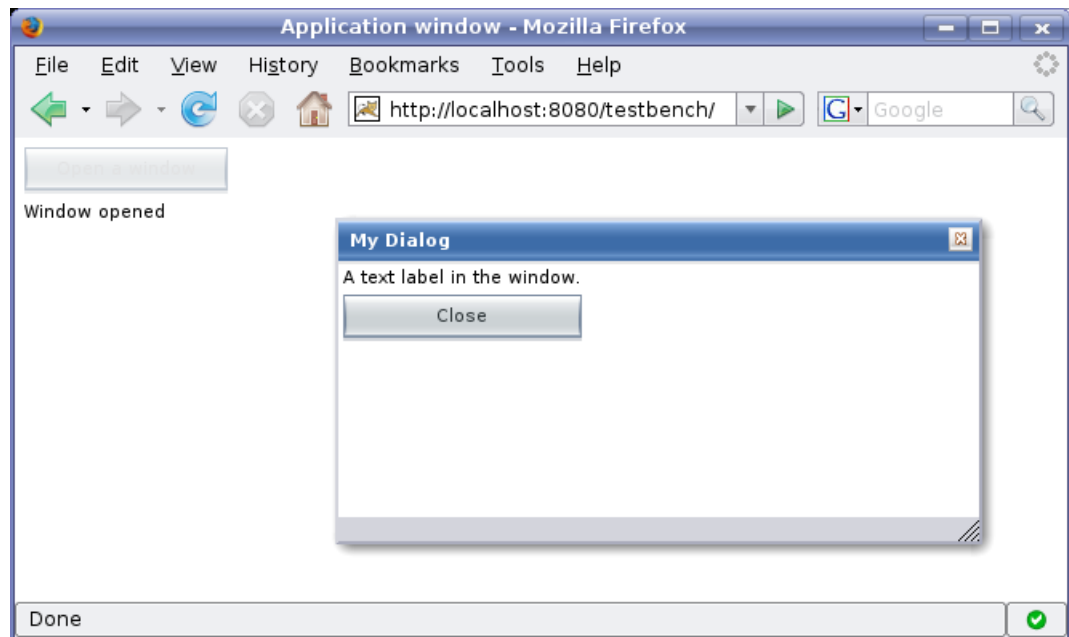 Application window - Mozilla Firefox
File Edit View History Bookmarks Tools Help
http://localhost:8080/testbench/ G Google
Open a window
Window opened
My Dialog
A text label in the window.
Close
Done